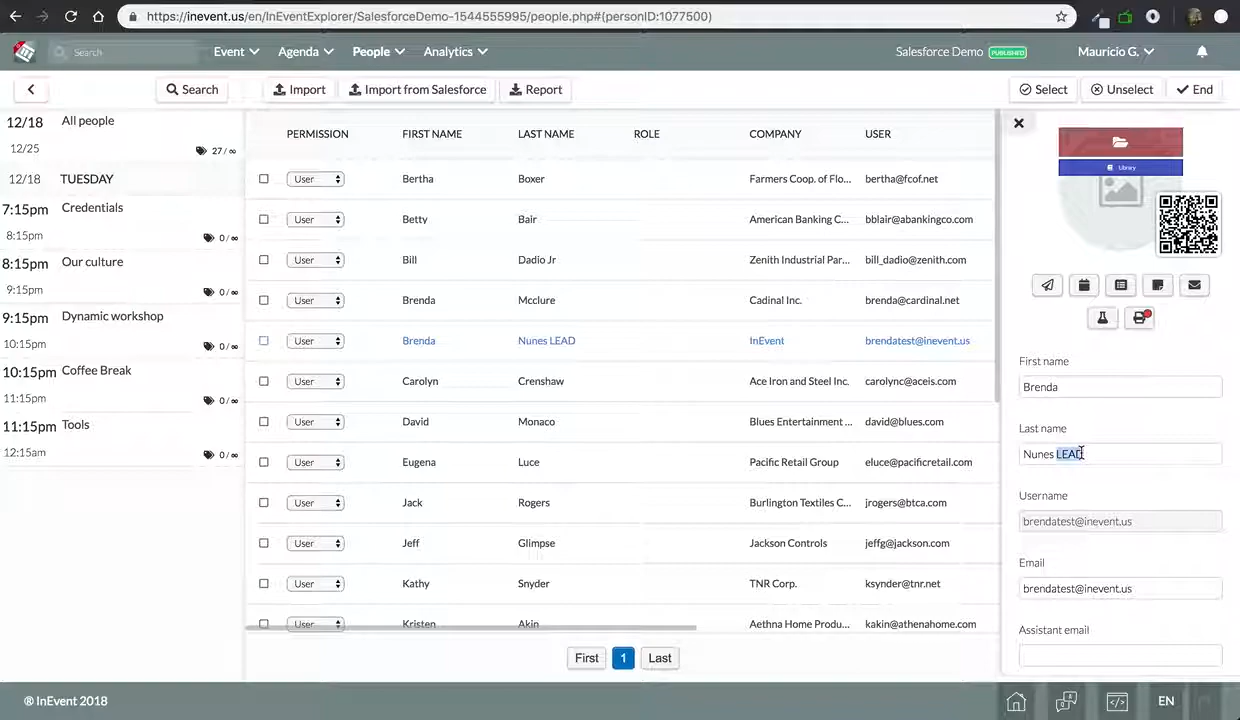 https://inevent.us/en/InEventExplorer/SalesforceDemo-1544555995/people.php#(personID:1077500)
Search Event Agenda People Analytics Salesforce Demo PUBLISHED Mauricio G.
Search Import Import from Salesforce Report Select Unselect End
12/18 All people
12/25 27/∞
12/18 TUESDAY
7:15pm Credentials
8:15pm 0/∞
8:15pm Our culture
9:15pm 0/∞
9:15pm Dynamic workshop
10:15pm 0/∞
10:15pm Coffee Break
11:15pm 0/∞
11:15pm Tools
12:15am 0/∞
PERMISSION FIRST NAME LAST NAME ROLE COMPANY USER
User Bertha Boxer Farmers Coop. of Flo... bertha@fcof.net
User Betty Bair American Banking C... bblair@abankingco.com
User Bill Dadio Jr Zenith Industrial Par... bill_dadio@zenith.com
User Brenda Mcclure Cadinal Inc. brenda@cardinal.net
User Brenda Nunes LEAD InEvent brendatest@inevent.us
User Carolyn Crenshaw Ace Iron and Steel Inc. carolync@aceis.com
User David Monaco Blues Entertainment ... david@blues.com
User Eugena Luce Pacific Retail Group eluce@pacificretail.com
User Jack Rogers Burlington Textiles C... jrogers@btca.com
User Jeff Glimpse Jackson Controls jeffg@jackson.com
User Kathy Snyder TNR Corp. ksynder@tnr.net
User Kristen Akin Aethna Home Produ... kakin@athenahome.com
First 1 Last
Library
First name
Brenda
Last name
Nunes LEAD
Username
brendatest@inevent.us
Email
brendatest@inevent.us
Assistant email
® InEvent 2018 EN